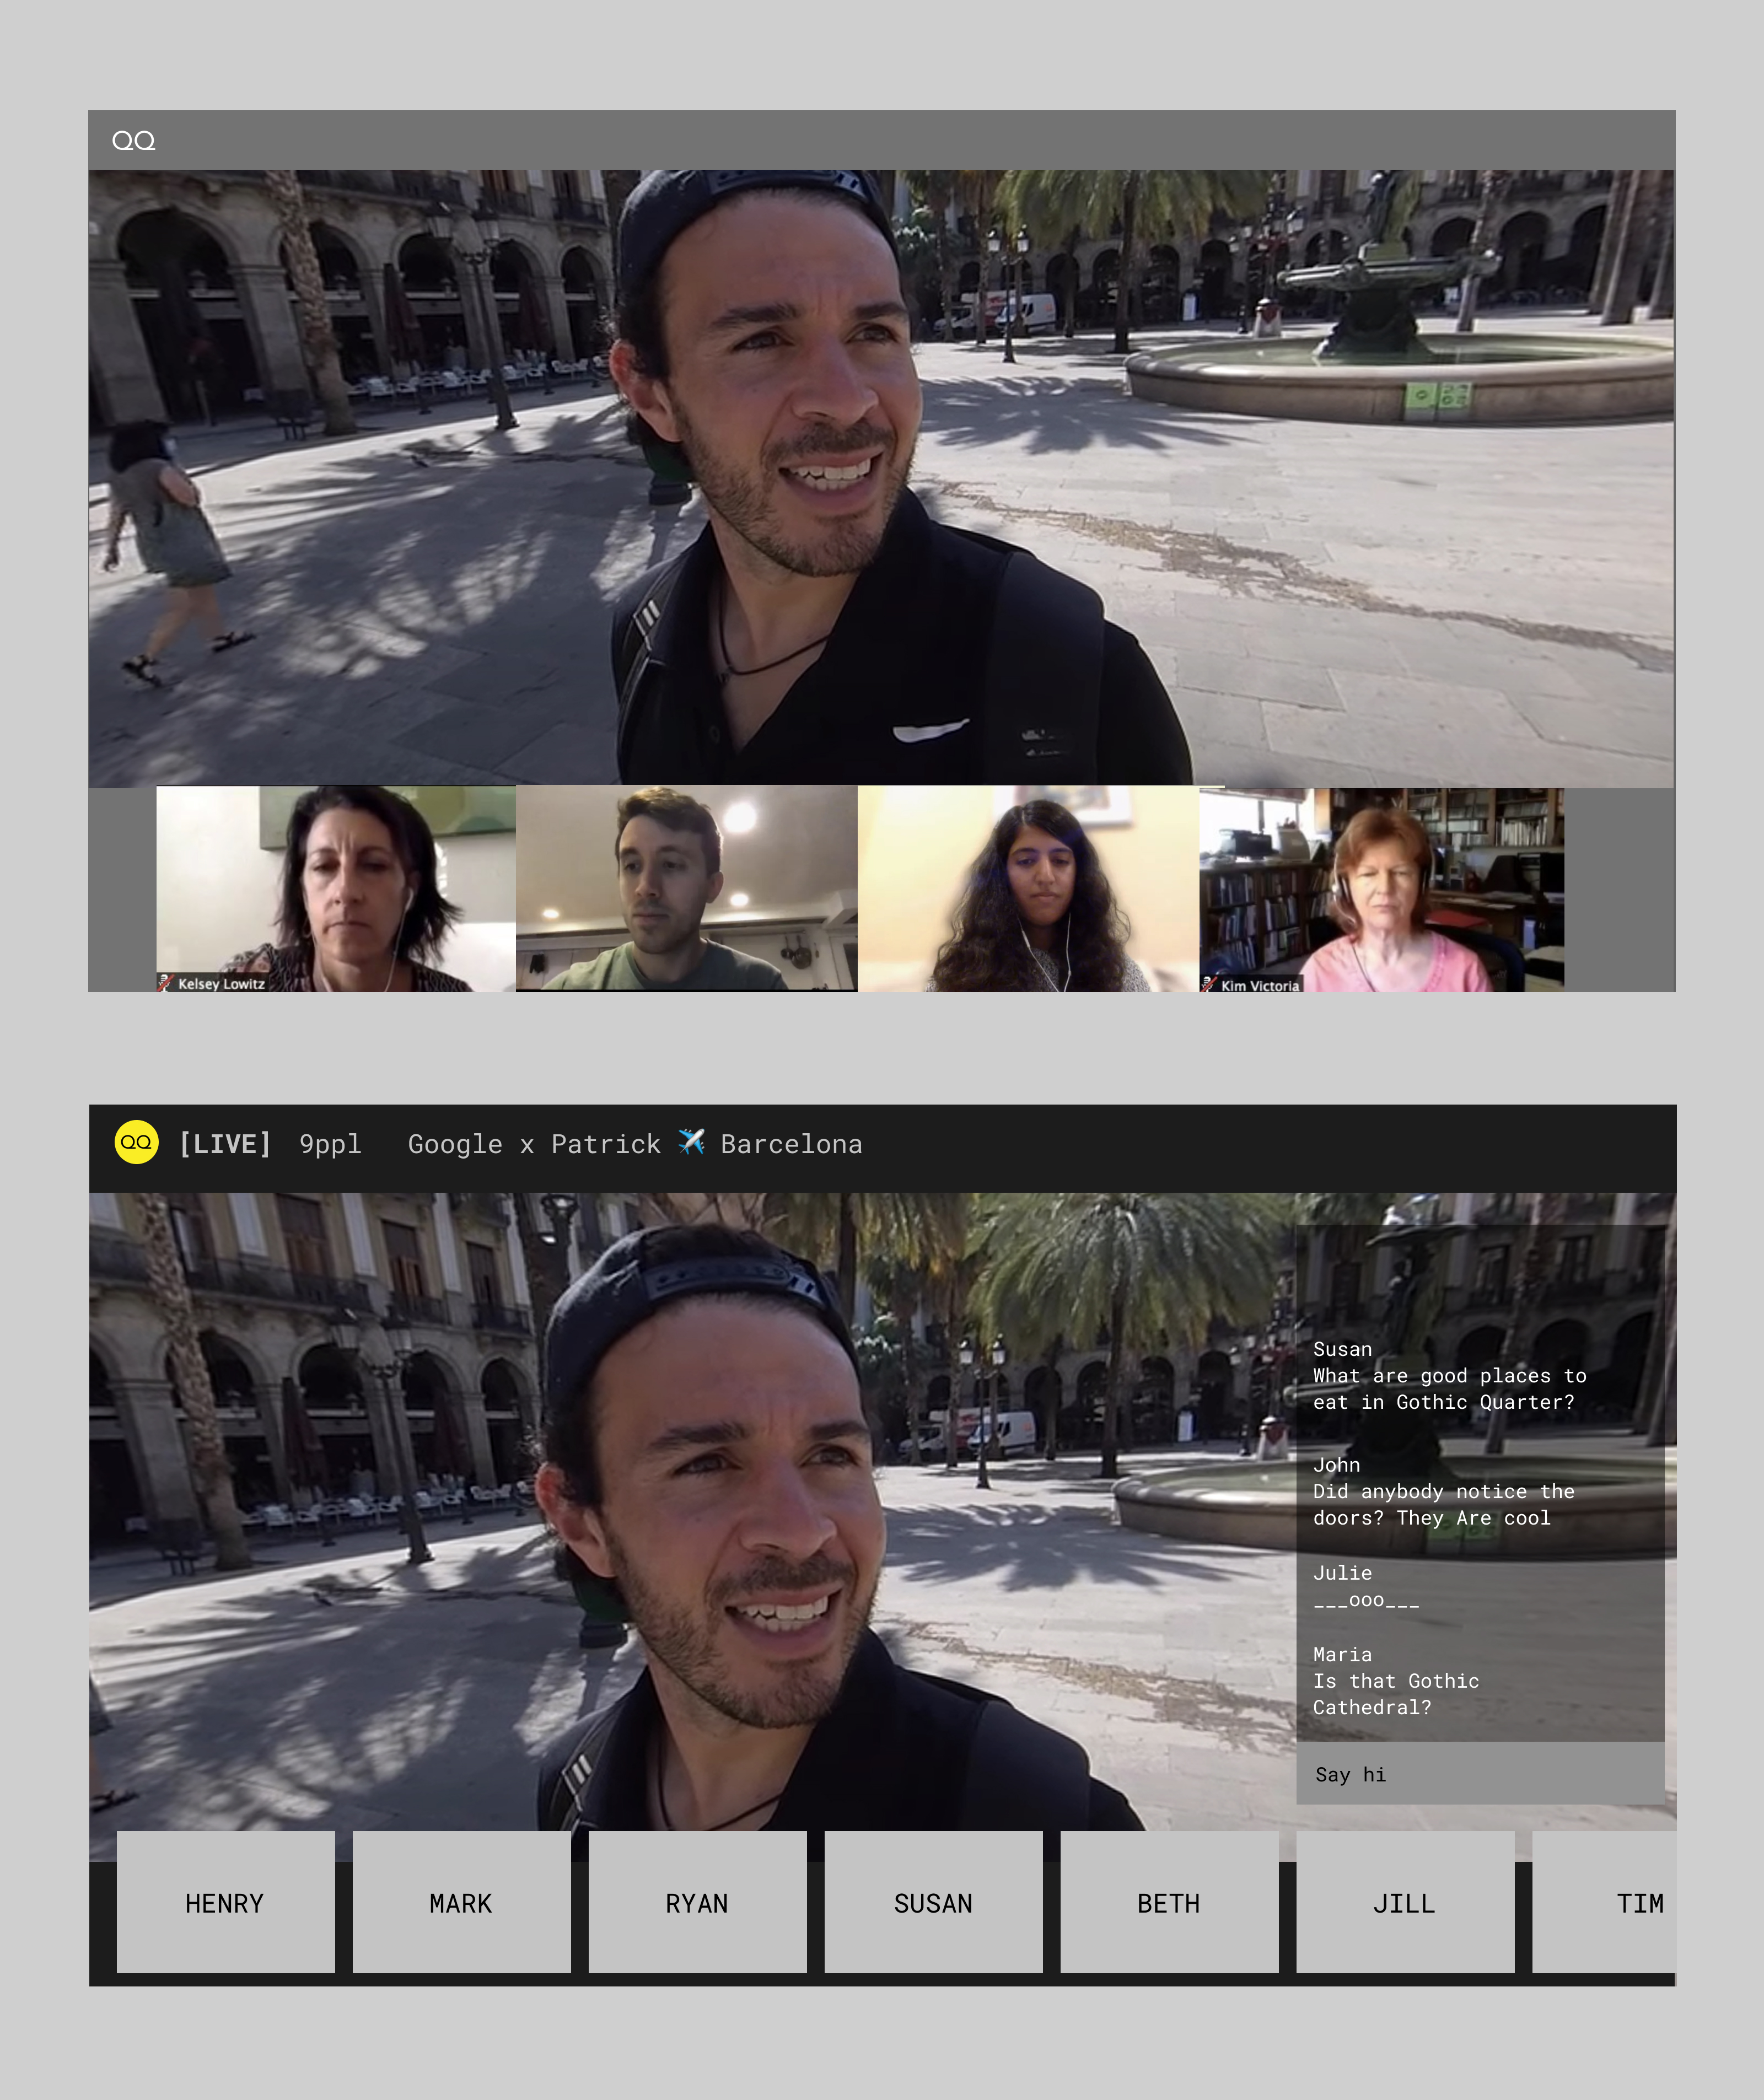 QQ
Kelsey Lowitz
Kim Victoria
QQ [LIVE] 9ppl Google x Patrick ✈️ Barcelona
Susan
What are good places to
eat in Gothic Quarter?
John
Did anybody notice the
doors? They Are cool
Julie
___ooo___
Maria
Is that Gothic
Cathedral?
Say hi
HENRY MARK RYAN SUSAN BETH JILL TIM